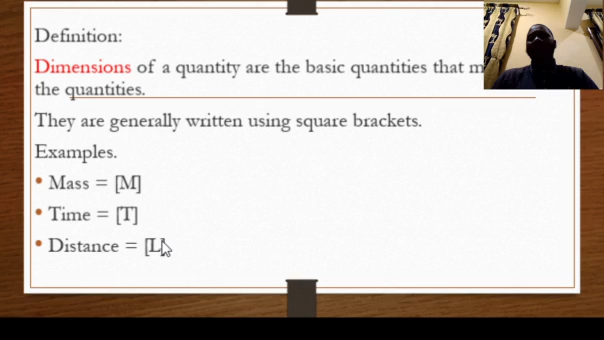 Definition:
Dimensions of a quantity are the basic quantities that
the quantities.
They are generally written using square brackets.
Examples.
• Mass = [M]
• Time = [T]
• Distance = [L